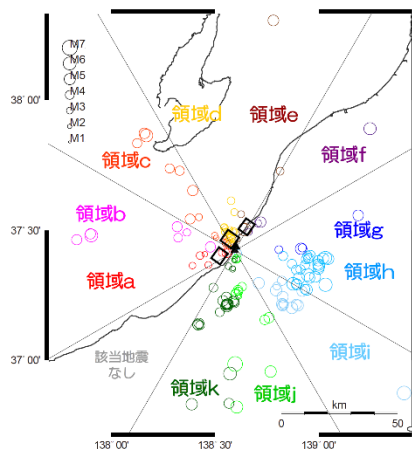 M7
M6
M5
M4
M3
M2
M1
38°00'
37°30'
37°00'
領域d
領域e
領域c
領域f
領域b
領域g
領域a
領域h
領域i
該当地震
なし
領域k
領域j
km
0
50
138°00'
138°30'
139°00'